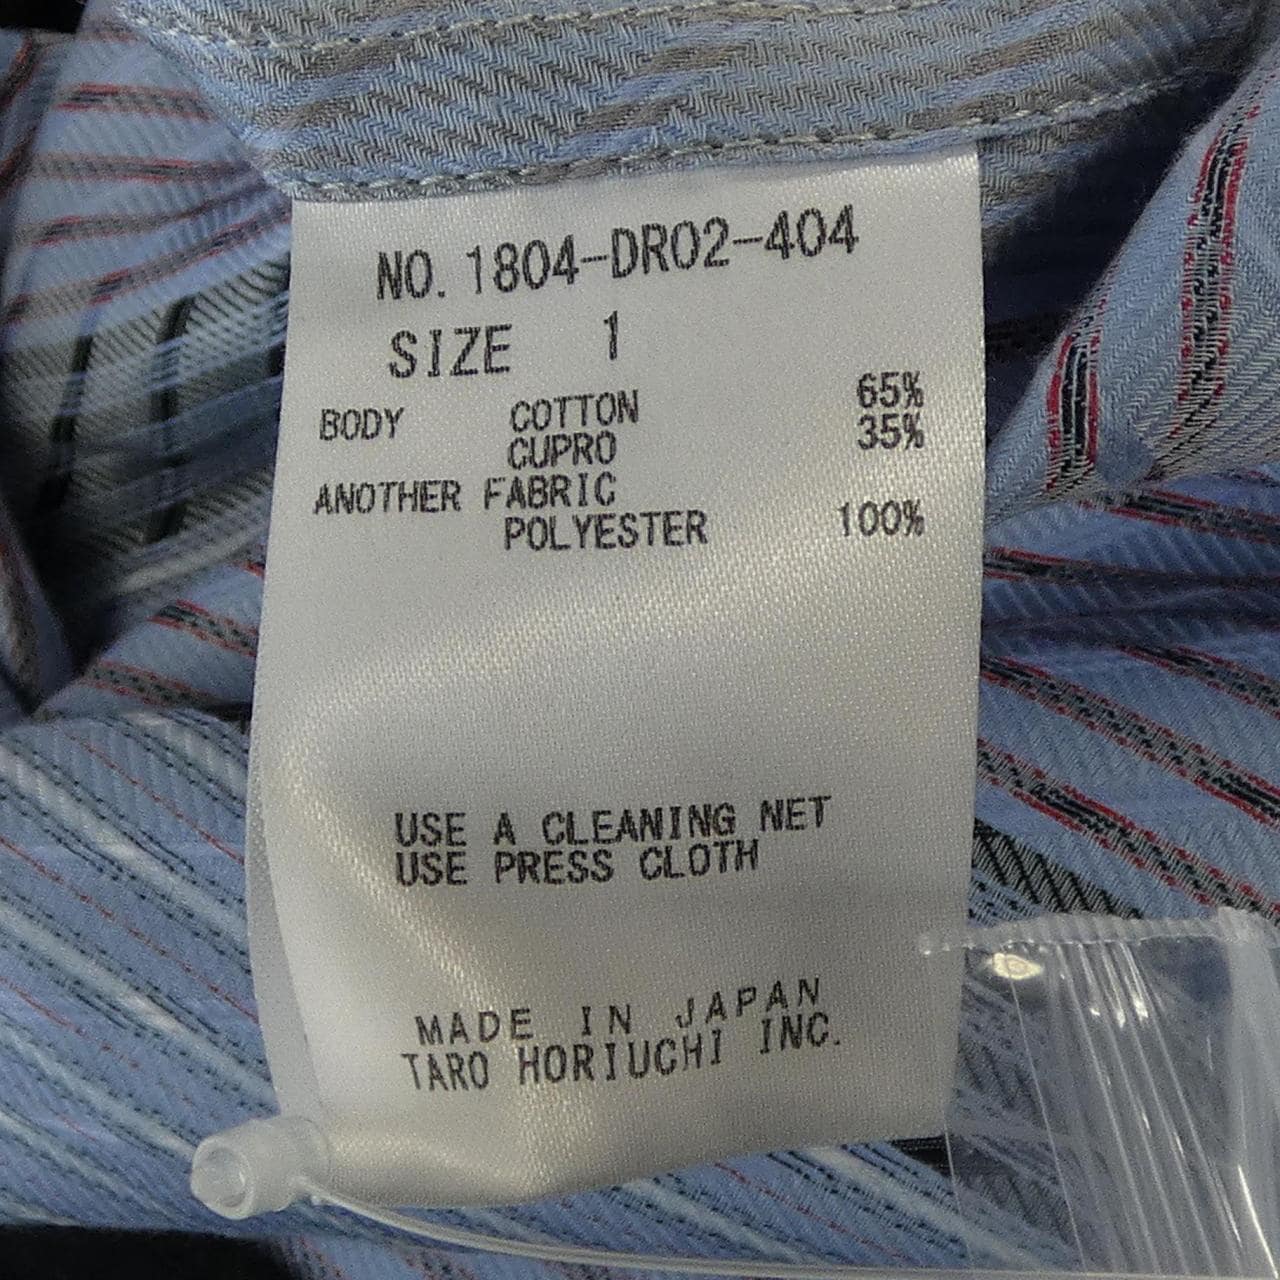 NO. 1804-DR02-404
SIZE 1
BODY COTTON 65%
CUPRO 35%
ANOTHER FABRIC
POLYESTER 100%
USE A CLEANING NET
USE PRESS CLOTH
MADE IN JAPAN
TARO HORIUCHI INC.